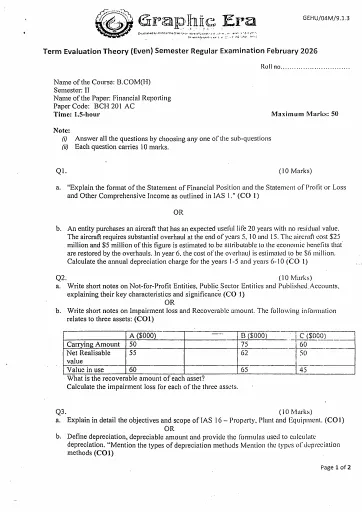 Graphic Era
GEHU/04M/9.1.3
Term Evaluation Theory (Even) Semester Regular Examination February 2026
Roll no..............................
Name of the Course: B.COM(H)
Semester: II
Name of the Paper: Financial Reporting
Paper Code: BCH 201 AC
Time: 1.5-hour Maximum Marks: 50
Note:
(i) Answer all the questions by choosing any one of the sub-questions
(ii) Each question carries 10 marks.
Q1. (10 Marks)
a. "Explain the format of the Statement of Financial Position and the Statement of Profit or Loss
and Other Comprehensive Income as outlined in IAS 1." (CO 1)
OR
b. An entity purchases an aircraft that has an expected useful life 20 years with no residual value.
The aircraft requires substantial overhaul at the end of years 5, 10 and 15. The aircraft cost $25
million and $5 million of this figure is estimated to be attributable to the economic benefits that
are restored by the overhauls. In year 6, the cost of the overhaul is estimated to be $6 million.
Calculate the annual depreciation charge for the years 1-5 and years 6-10 (CO 1)
Q2. (10 Marks)
a. Write short notes on Not-for-Profit Entities, Public Sector Entities and Published Accounts,
explaining their key characteristics and significance (CO 1)
OR
b. Write short notes on Impairment loss and Recoverable amount. The following information
relates to three assets: (CO1)
A ($000) B ($000) C ($000)
Carrying Amount 50 75 60
Net Realisable 55 62 50
value
Value in use 60 65 45
What is the recoverable amount of each asset?
Calculate the impairment loss for each of the three assets.
Q3. (10 Marks)
a. Explain in detail the objectives and scope of IAS 16 – Property, Plant and Equipment. (CO1)
OR
b. Define depreciation, depreciable amount and provide the formulas used to calculate
depreciation. "Mention the types of depreciation methods Mention the types of depreciation
methods (CO1)
Page 1 of 2